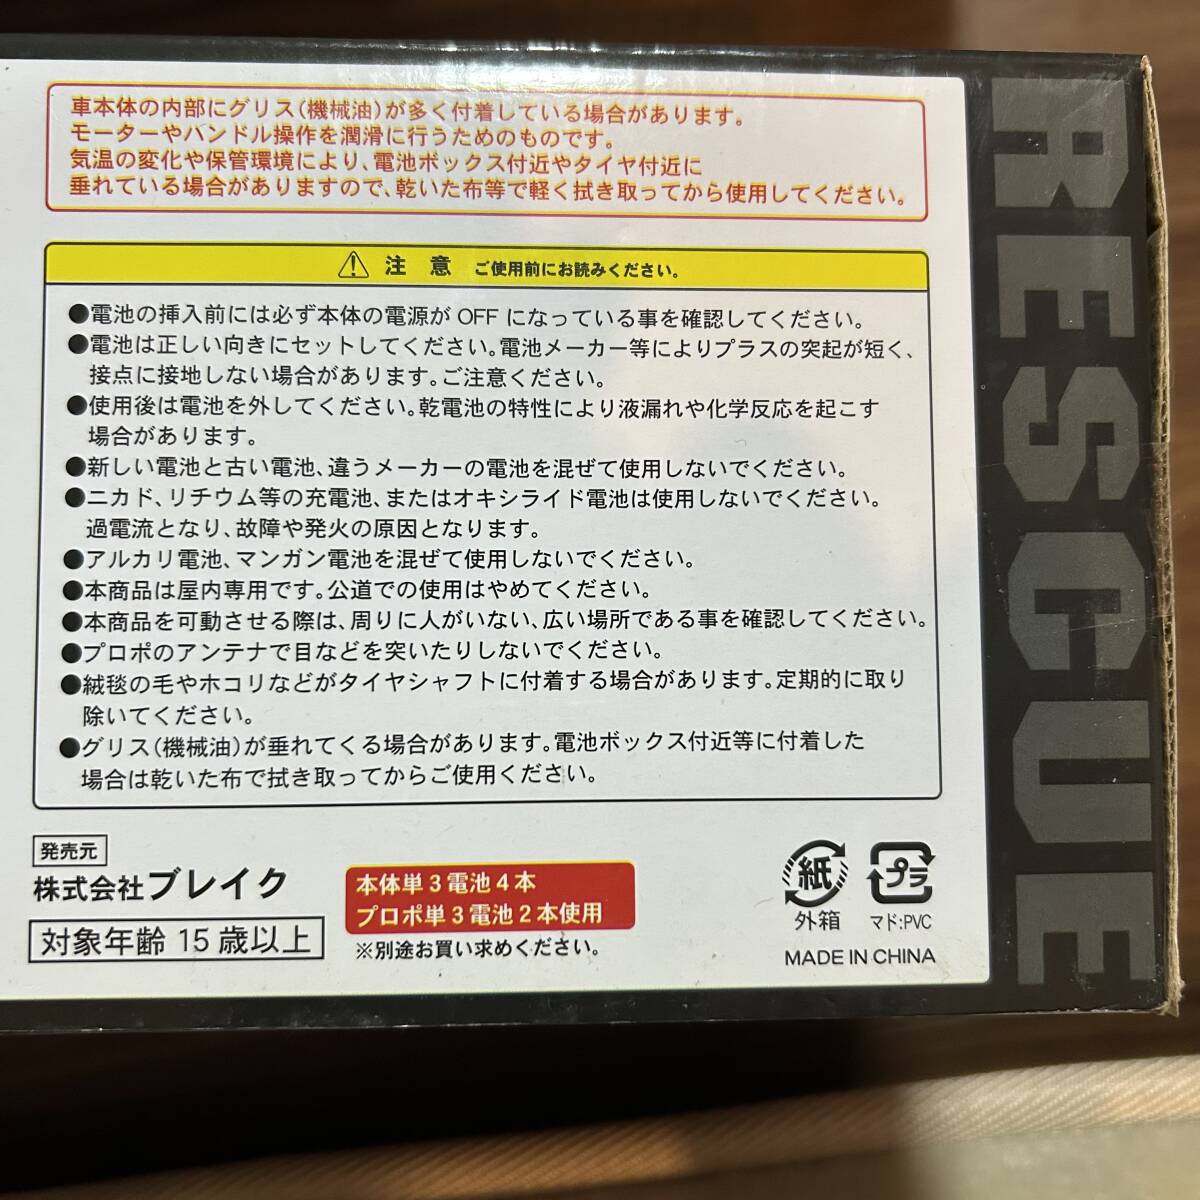 車本体の内部にグリス(機械油)が多く付着している場合があります。
モーターやハンドル操作を潤滑に行うためのものです。
気温の変化や保管環境により、電池ボックス付近やタイヤ付近に
垂れている場合がありますので、乾いた布等で軽く拭き取ってから使用してください。
注 意 ご使用前にお読みください。
●電池の挿入前には必ず本体の電源が OFF になっている事を確認してください。
●電池は正しい向きにセットしてください。電池メーカー等によりプラスの突起が短く、
接点に接地しない場合があります。ご注意ください。
●使用後は電池を外してください。乾電池の特性により液漏れや化学反応を起こす
場合があります。
●新しい電池と古い電池、違うメーカーの電池を混ぜて使用しないでください。
●ニカド、リチウム等の充電池、またはオキシライド電池は使用しないでください。
過電流となり、故障や発火の原因となります。
●アルカリ電池、マンガン電池を混ぜて使用しないでください。
●本商品は屋内専用です。公道での使用はやめてください。
●本商品を可動させる際は、周りに人がいない、広い場所である事を確認してください。
●プロポのアンテナで目などを突いたりしないでください。
●絨毯の毛やホコリなどがタイヤシャフトに付着する場合があります。定期的に取り
除いてください。
●グリス(機械油)が垂れてくる場合があります。電池ボックス付近等に付着した
場合は乾いた布で拭き取ってからご使用ください。
発売元
株式会社ブレイク
対象年齢 15歳以上
本体単3電池4本
プロポ単3電池2本使用
※別途お買い求めください。
紙
外箱
プラ
マド:PVC
MADE IN CHINA
RESCUE